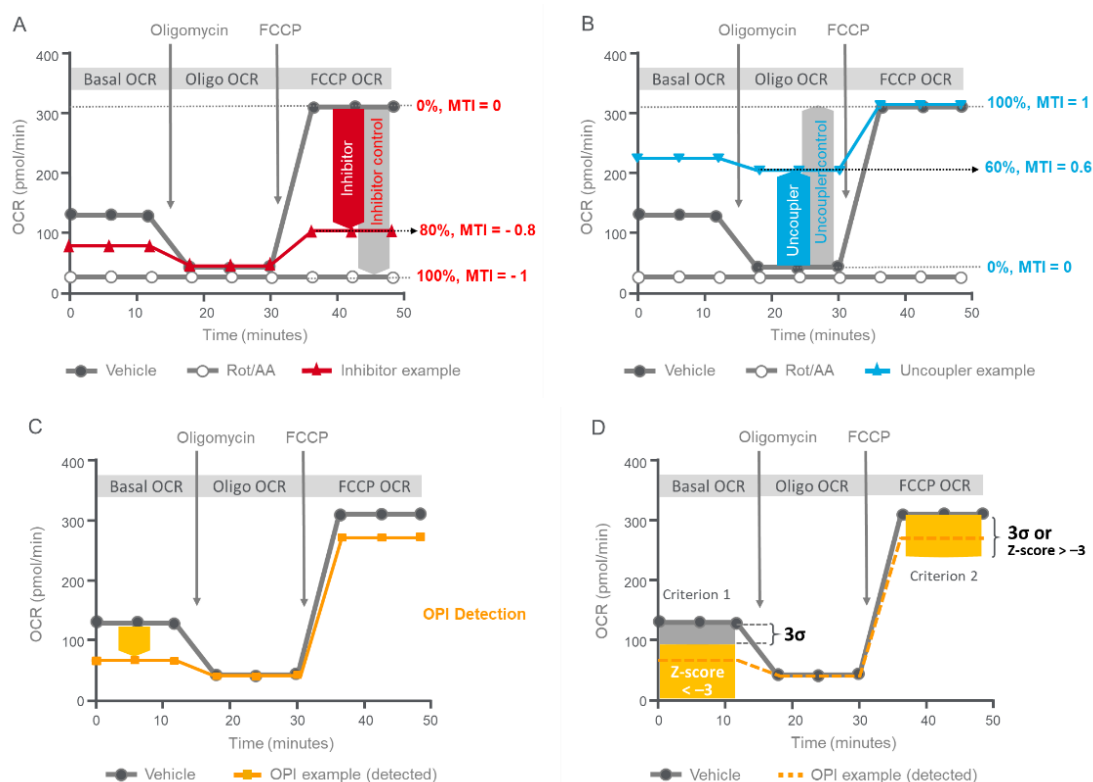 A
Oligomycin
FCCP
400
300
200
100
0
OCR (pmol/min)
Basal OCR
Oligo OCR
FCCP OCR
0%, MTI = 0
Inhibitor
Inhibitor control
80%, MTI = - 0.8
100%, MTI = - 1
0
10
20
30
40
50
Time (minutes)
Vehicle
Rot/AA
Inhibitor example
B
Oligomycin
FCCP
400
300
200
100
0
OCR (pmol/min)
Basal OCR
Oligo OCR
FCCP OCR
100%, MTI = 1
Uncoupler
Uncoupler control
60%, MTI = 0.6
0%, MTI = 0
0
10
20
30
40
50
Time (minutes)
Vehicle
Rot/AA
Uncoupler example
C
Oligomycin
FCCP
400
300
200
100
0
OCR (pmol/min)
Basal OCR
Oligo OCR
FCCP OCR
OPI Detection
0
10
20
30
40
50
Time (minutes)
Vehicle
OPI example (detected)
D
Oligomycin
FCCP
400
300
200
100
0
OCR (pmol/min)
Basal OCR
Oligo OCR
FCCP OCR
3σ or
Z-score > –3
Criterion 2
Criterion 1
3σ
Z-score
< –3
0
10
20
30
40
50
Time (minutes)
Vehicle
OPI example (detected)